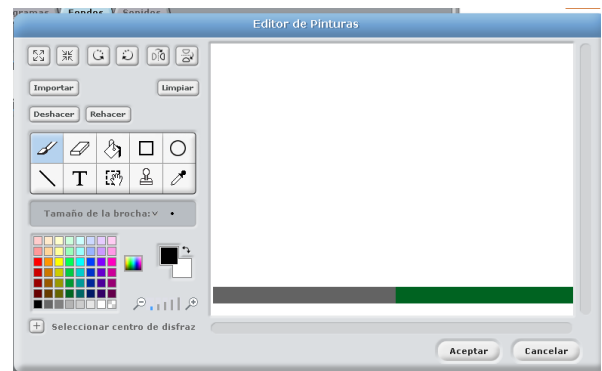 gramas Fondos Sonidos
Editor de Pinturas
Importar
Limpiar
Deshacer
Rehacer
T
Tamaño de la brocha:
Seleccionar centro de disfraz
Aceptar
Cancelar